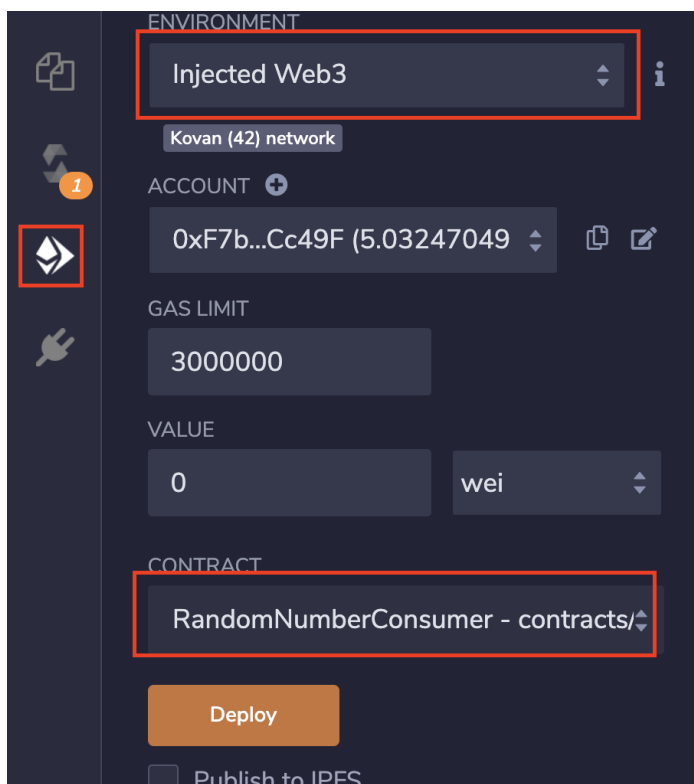 ENVIRONMENT
Injected Web3
Kovan (42) network
1
ACCOUNT
0xF7b...Cc49F (5.03247049
GAS LIMIT
3000000
VALUE
0 wei
CONTRACT
RandomNumberConsumer - contracts/
Deploy
Publish to IPFS